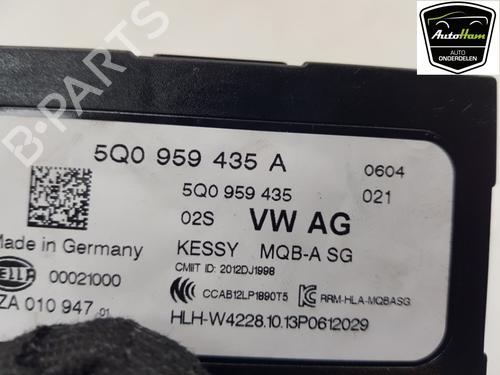 AutoHam
AUTO
ONDERDELEN
B-PARTS
5Q0 959 435 A
0604
5Q0 959 435
021
02S VW AG
Made in Germany
KESSY MQB-A SG
CMIIT ID: 2012DJ1998
HELLA 00021000
CCAB12LP1890T5
RRM-HLA-MQBASG
ZA 010 947 01
HLH-W4228.10.13P0612029